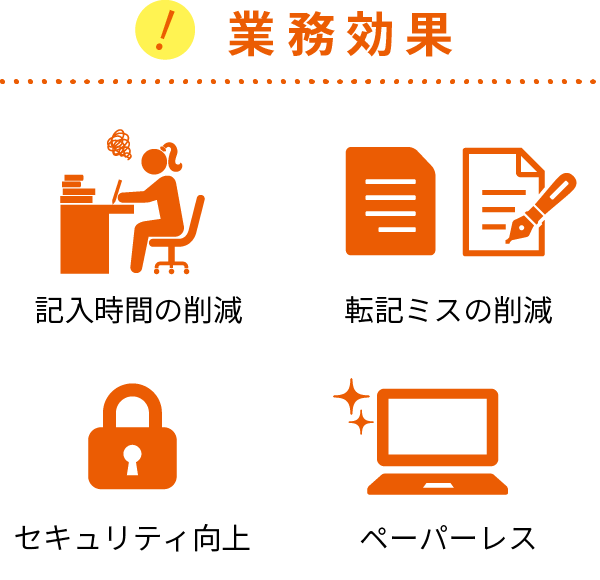 ! 業務効果
記入時間の削減
転記ミスの削減
セキュリティ向上
ペーパーレス